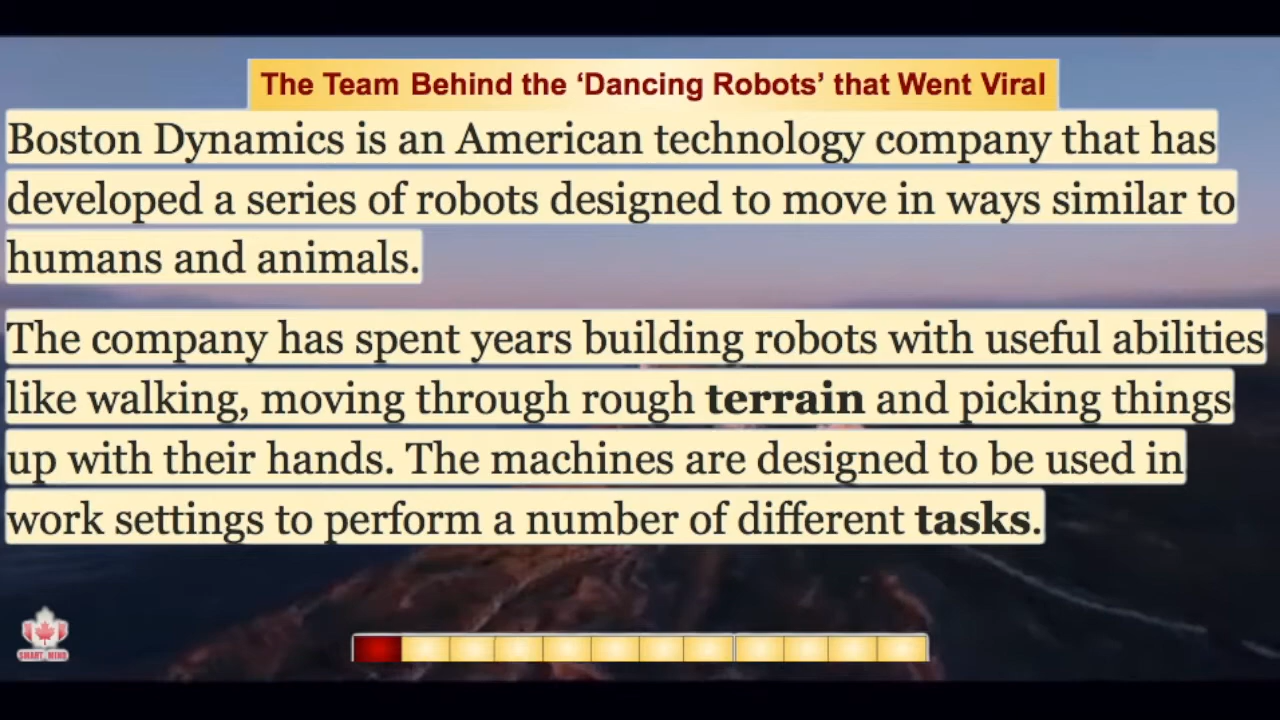 The Team Behind the ‘Dancing Robots’ that Went Viral
Boston Dynamics is an American technology company that has
developed a series of robots designed to move in ways similar to
humans and animals.
The company has spent years building robots with useful abilities
like walking, moving through rough terrain and picking things
up with their hands. The machines are designed to be used in
work settings to perform a number of different tasks.
SMART MIND